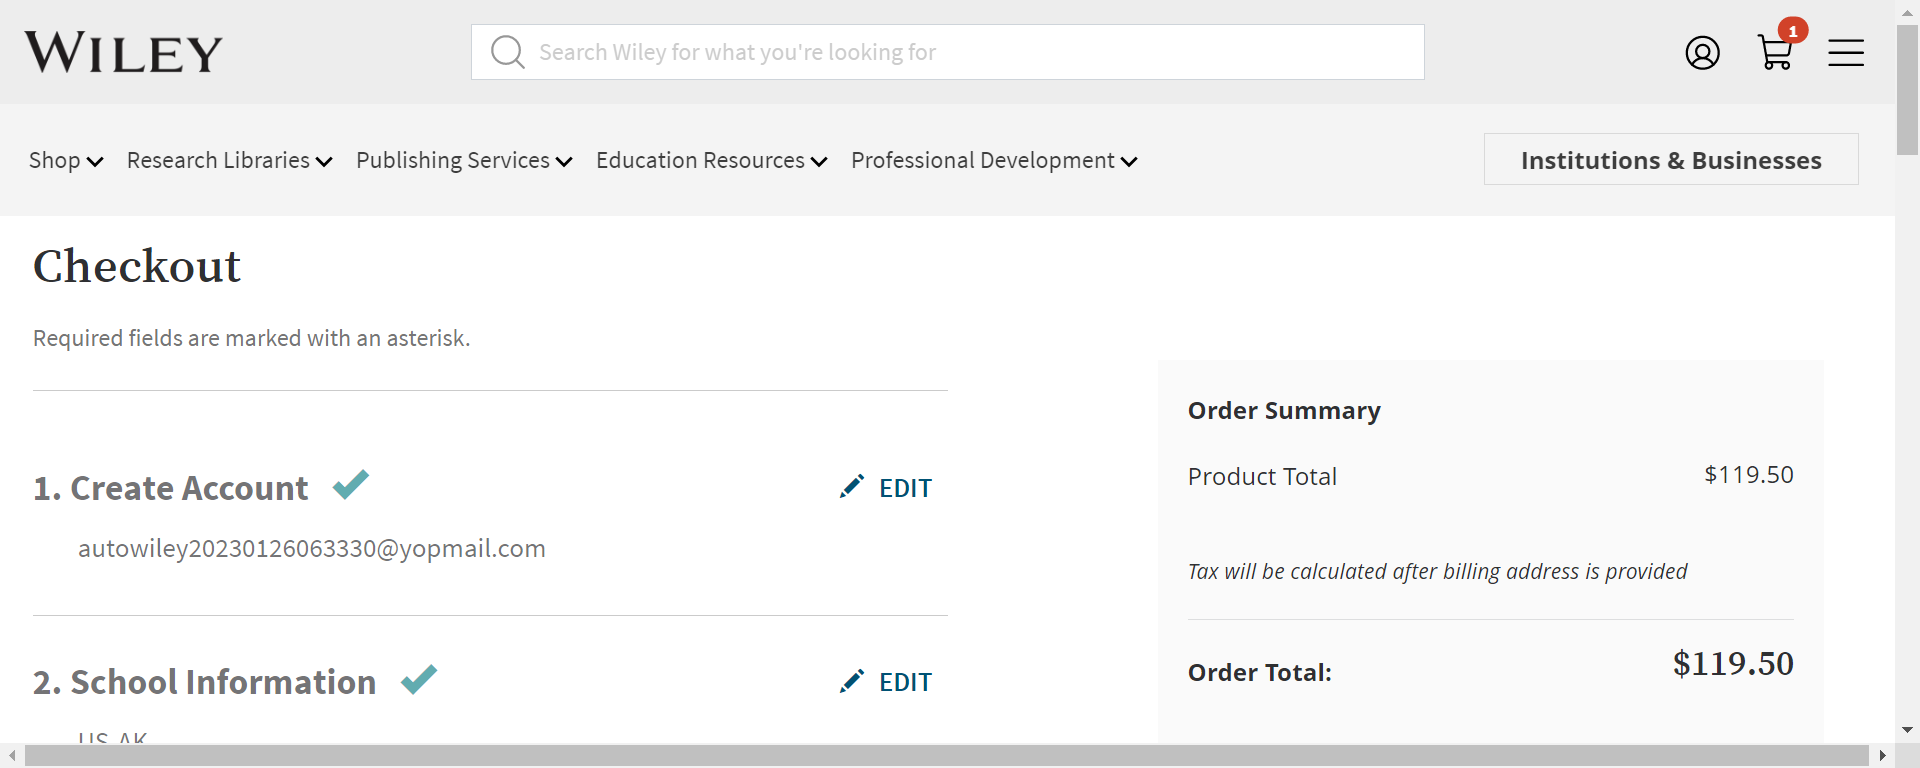 WILEY
Search Wiley for what you're looking for
1
Shop Research Libraries Publishing Services Education Resources Professional Development Institutions & Businesses
Checkout
Required fields are marked with an asterisk.
1. Create Account EDIT
autowiley20230126063330@yopmail.com
2. School Information EDIT
US-AK
Order Summary
Product Total $119.50
Tax will be calculated after billing address is provided
Order Total: $119.50